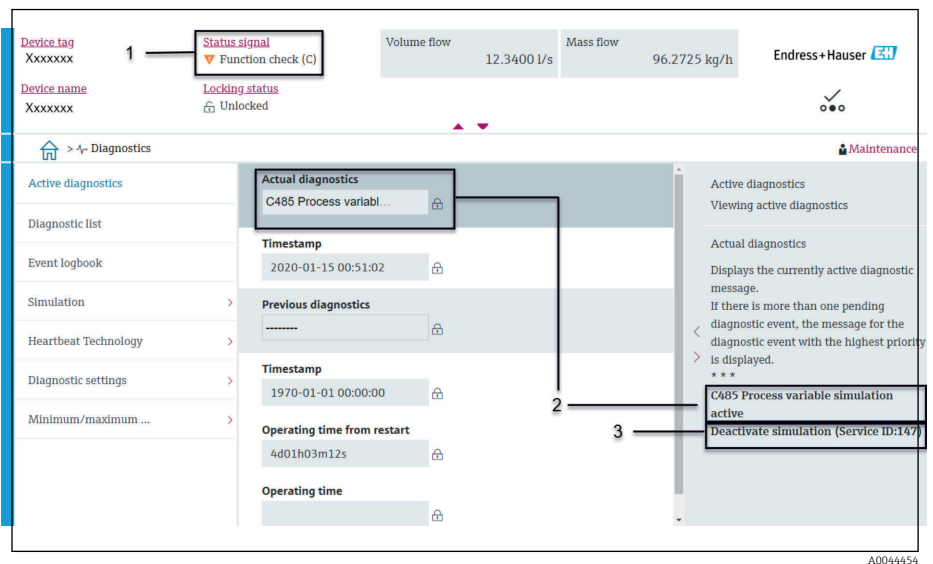 Device tag
Xxxxxxx
1
Status signal
Function check (C)
Volume flow
12.3400 l/s
Mass flow
96.2725 kg/h
Endress+Hauser EH
Device name
Xxxxxxx
Locking status
Unlocked
> Diagnostics
Maintenance
Active diagnostics
Diagnostic list
Event logbook
Simulation
Heartbeat Technology
Diagnostic settings
Minimum/maximum ...
Actual diagnostics
C485 Process variabl...
Timestamp
2020-01-15 00:51:02
Previous diagnostics
--------
Timestamp
1970-01-01 00:00:00
Operating time from restart
4d01h03m12s
Operating time
2
3
Active diagnostics
Viewing active diagnostics
Actual diagnostics
Displays the currently active diagnostic
message.
If there is more than one pending
diagnostic event, the message for the
diagnostic event with the highest priority
is displayed.
* * *
C485 Process variable simulation
active
Deactivate simulation (Service ID:147)
A0044454